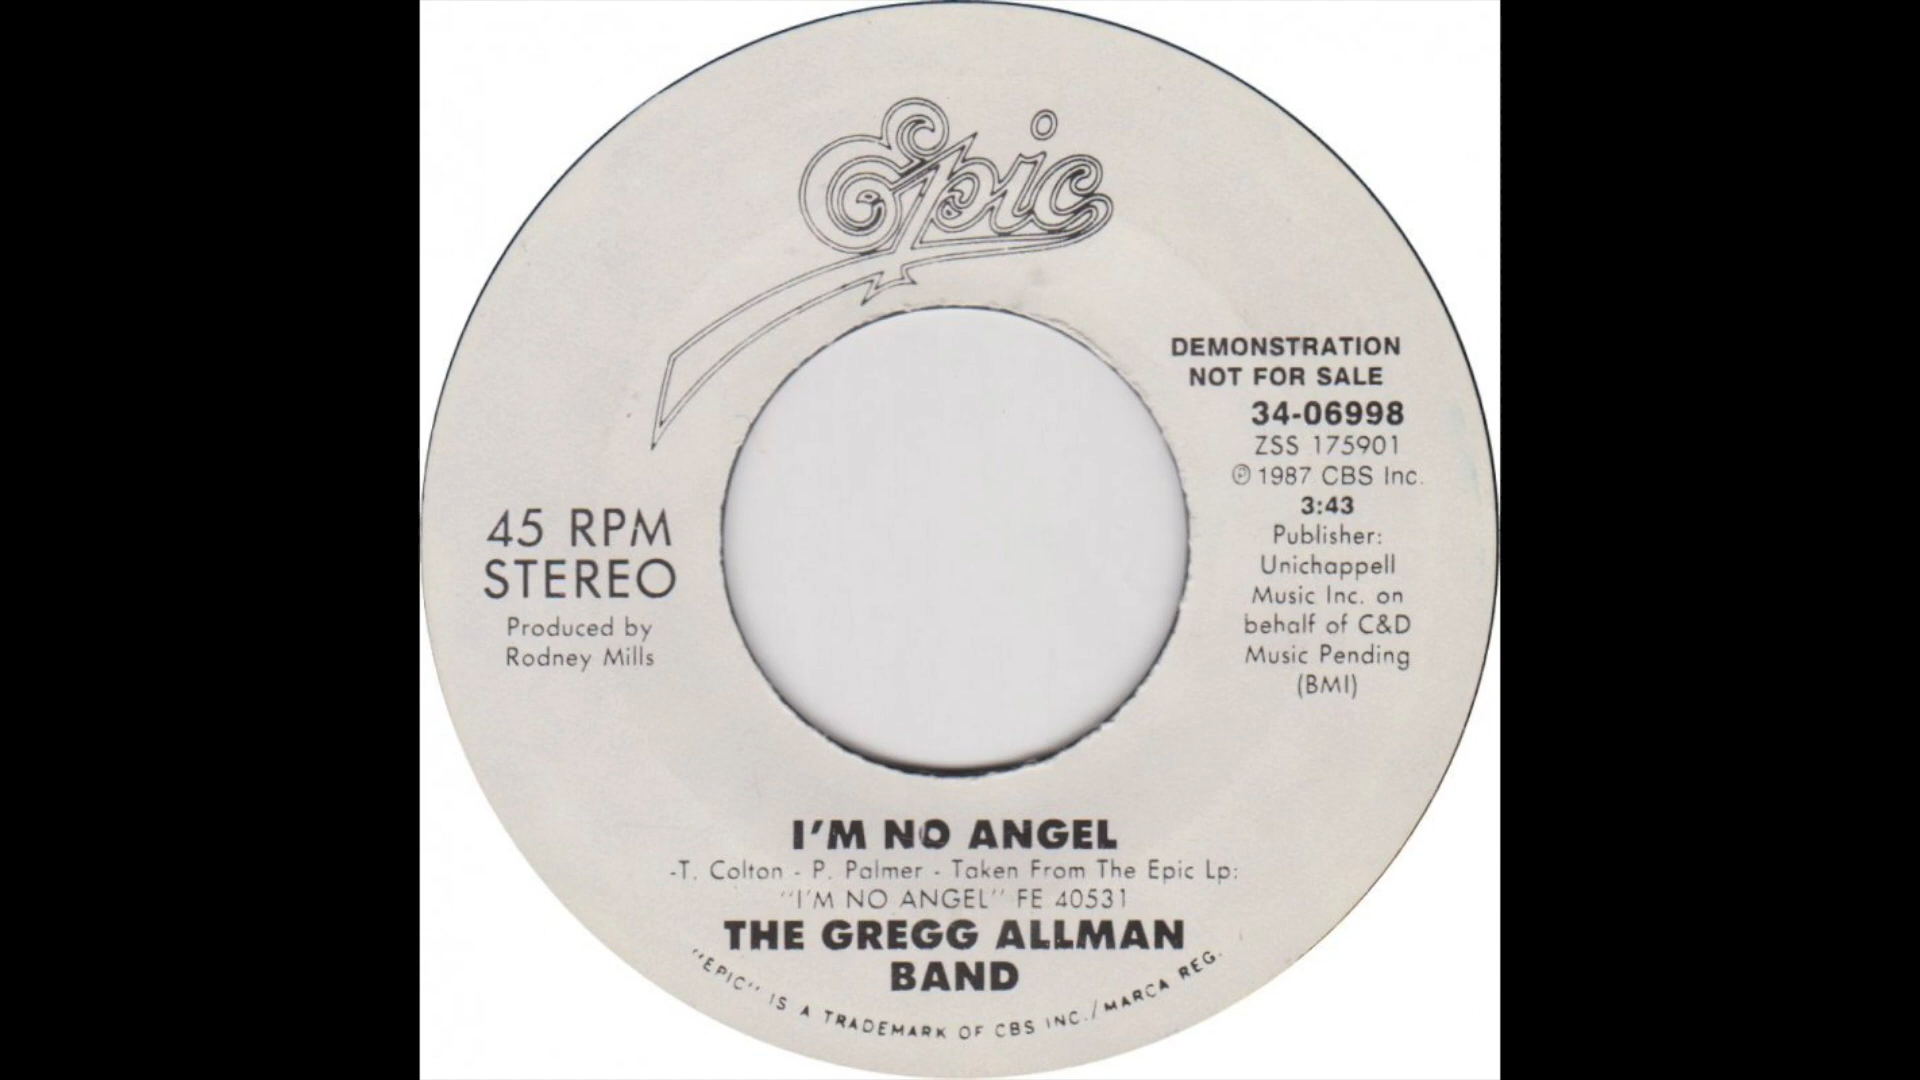 Epic
DEMONSTRATION
NOT FOR SALE
34-06998
ZSS 175901
℗ 1987 CBS Inc.
3:43
Publisher:
Unichappell
Music Inc. on
behalf of C&D
Music Pending
(BMI)
45 RPM
STEREO
Produced by
Rodney Mills
I'M NO ANGEL
-T. Colton - P. Palmer - Taken From The Epic Lp:
"I'M NO ANGEL" FE 40531
THE GREGG ALLMAN
BAND
"EPIC" IS A TRADEMARK OF CBS INC./MARCA REG.